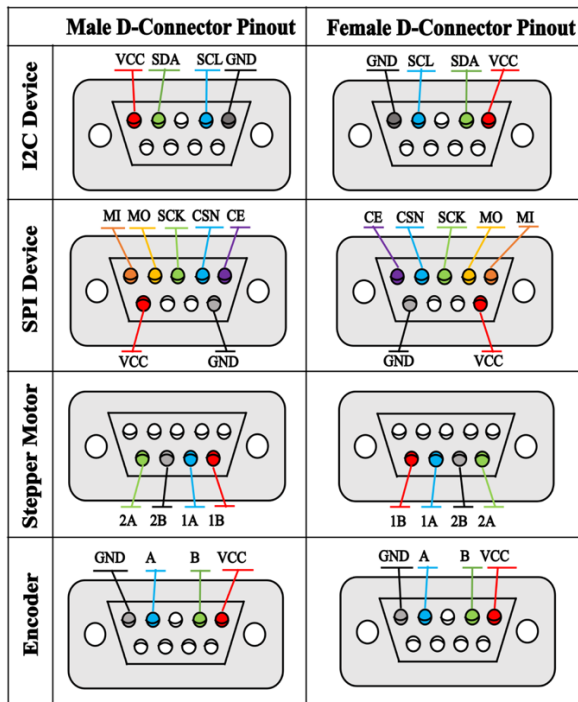 Male D-Connector Pinout Female D-Connector Pinout
I2C Device
VCC SDA SCL GND
GND SCL SDA VCC
SPI Device
MI MO SCK CSN CE
CE CSN SCK MO MI
VCC GND
GND VCC
Stepper Motor
2A 2B 1A 1B
1B 1A 2B 2A
Encoder
GND A B VCC
GND A B VCC